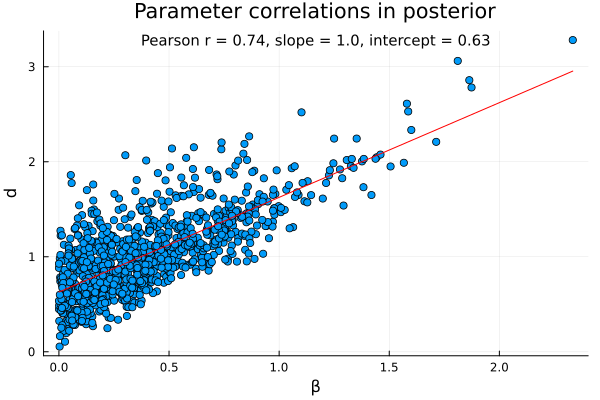 Parameter correlations in posterior
Pearson r = 0.74, slope = 1.0, intercept = 0.63
3
2
1
0
d
0.0 0.5 1.0 1.5 2.0
β